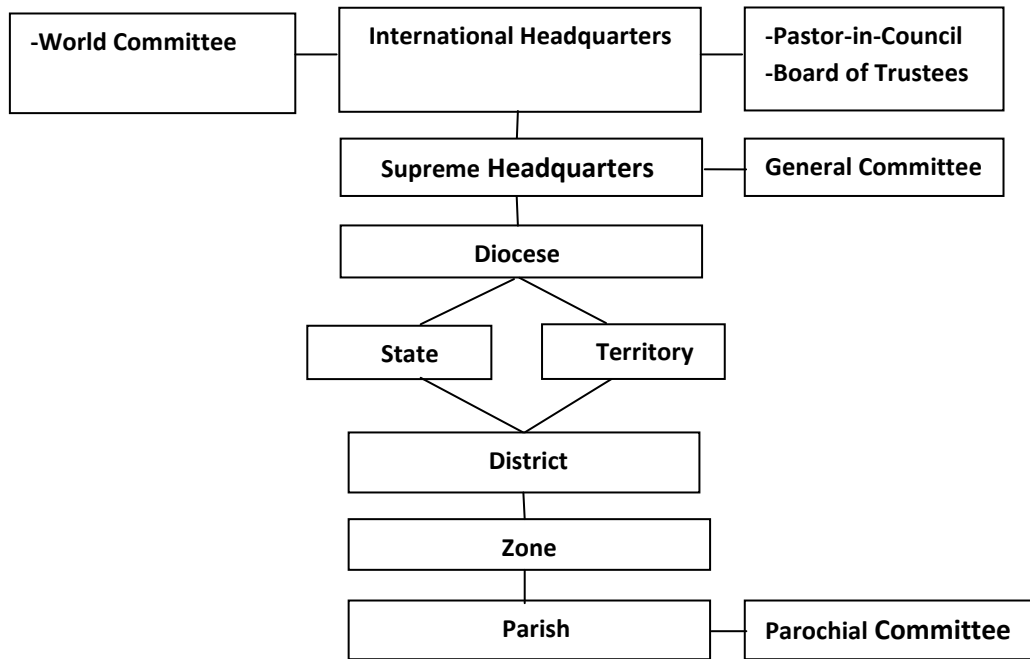 -World Committee
International Headquarters
-Pastor-in-Council
-Board of Trustees
Supreme Headquarters
General Committee
Diocese
State
Territory
District
Zone
Parish
Parochial Committee